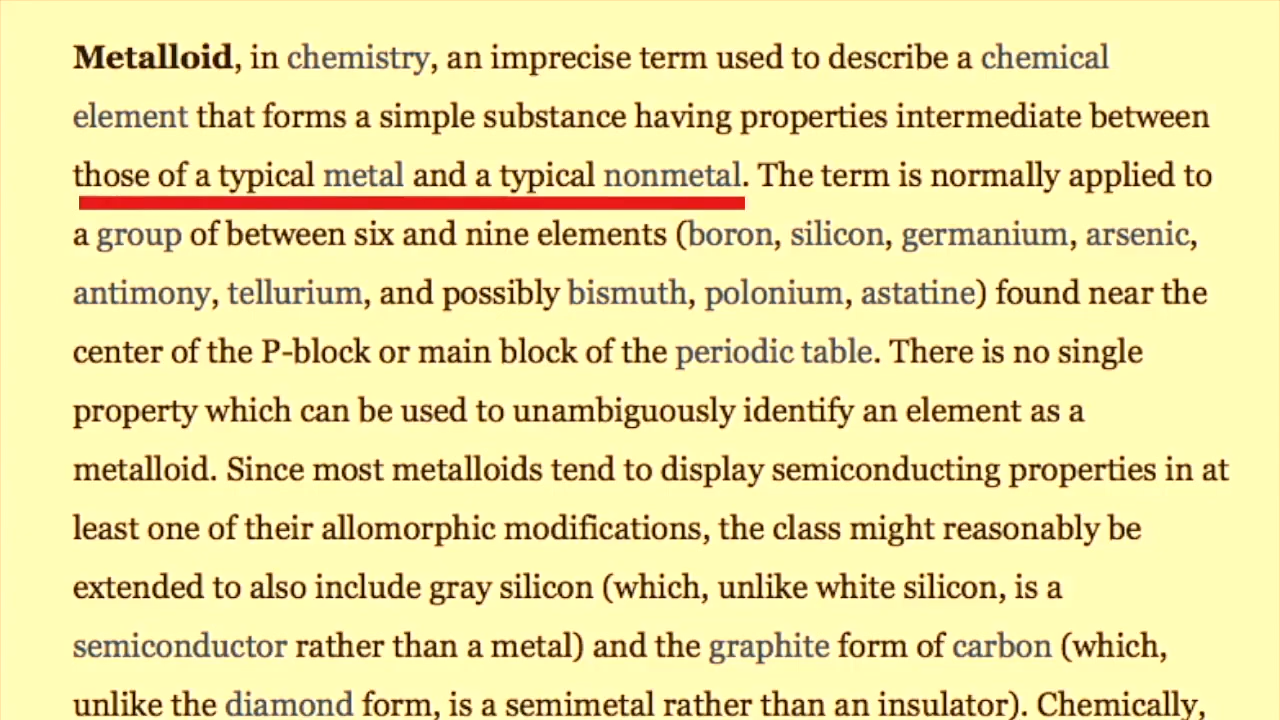 Metalloid, in chemistry, an imprecise term used to describe a chemical
element that forms a simple substance having properties intermediate between
those of a typical metal and a typical nonmetal. The term is normally applied to
a group of between six and nine elements (boron, silicon, germanium, arsenic,
antimony, tellurium, and possibly bismuth, polonium, astatine) found near the
center of the P-block or main block of the periodic table. There is no single
property which can be used to unambiguously identify an element as a
metalloid. Since most metalloids tend to display semiconducting properties in at
least one of their allomorphic modifications, the class might reasonably be
extended to also include gray silicon (which, unlike white silicon, is a
semiconductor rather than a metal) and the graphite form of carbon (which,
unlike the diamond form, is a semimetal rather than an insulator). Chemically,